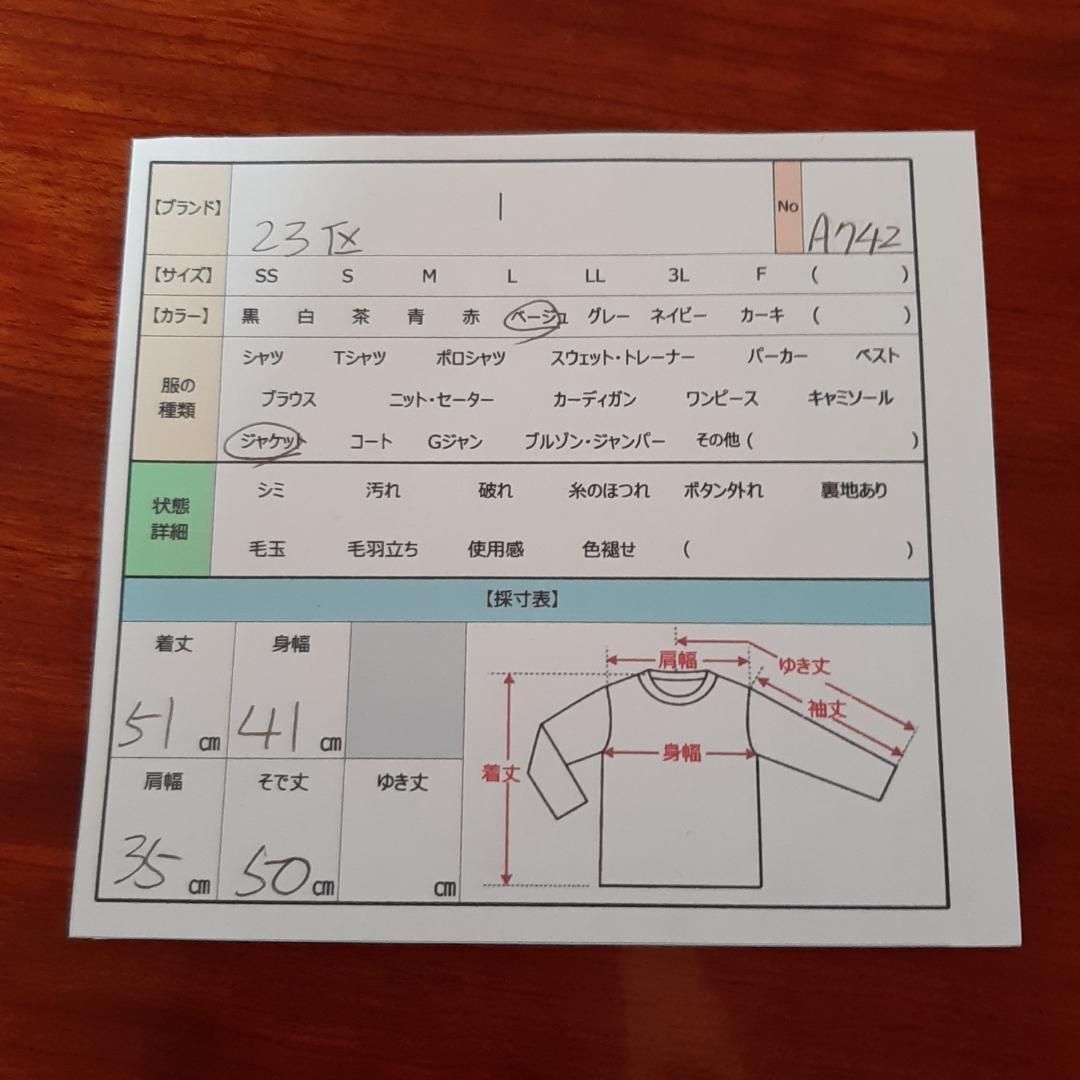 【ブランド】 23区 | No A742
【サイズ】 SS S M L LL 3L F ( )
【カラー】 黒 白 茶 青 赤 ベージュ グレー ネイビー カーキ ( )
服の種類
シャツ Tシャツ ポロシャツ スウェット・トレーナー パーカー ベスト
ブラウス ニット・セーター カーディガン ワンピース キャミソール
ジャケット コート Gジャン ブルゾン・ジャンパー その他 ( )
状態詳細
シミ 汚れ 破れ 糸のほつれ ボタン外れ 裏地あり
毛玉 毛羽立ち 使用感 色褪せ ( )
【採寸表】
着丈 身幅
51 cm 41 cm
肩幅 そで丈 ゆき丈
35 cm 50 cm cm
肩幅
ゆき丈
袖丈
身幅
着丈